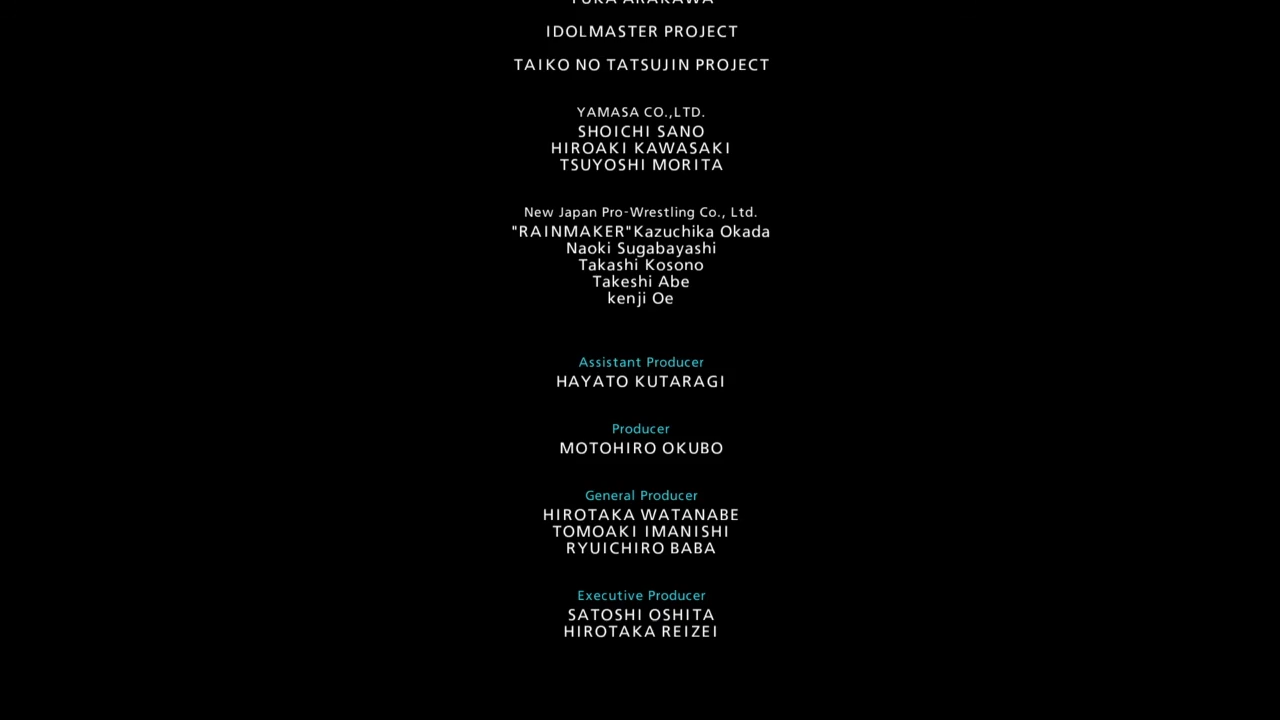 YUKA ARAKAWA
IDOLMASTER PROJECT
TAIKO NO TATSUJIN PROJECT
YAMASA CO.,LTD.
SHOICHI SANO
HIROAKI KAWASAKI
TSUYOSHI MORITA
New Japan Pro-Wrestling Co., Ltd.
"RAINMAKER"Kazuchika Okada
Naoki Sugabayashi
Takashi Kosono
Takeshi Abe
kenji Oe
Assistant Producer
HAYATO KUTARAGI
Producer
MOTOHIRO OKUBO
General Producer
HIROTAKA WATANABE
TOMOAKI IMANISHI
RYUICHIRO BABA
Executive Producer
SATOSHI OSHITA
HIROTAKA REIZEI